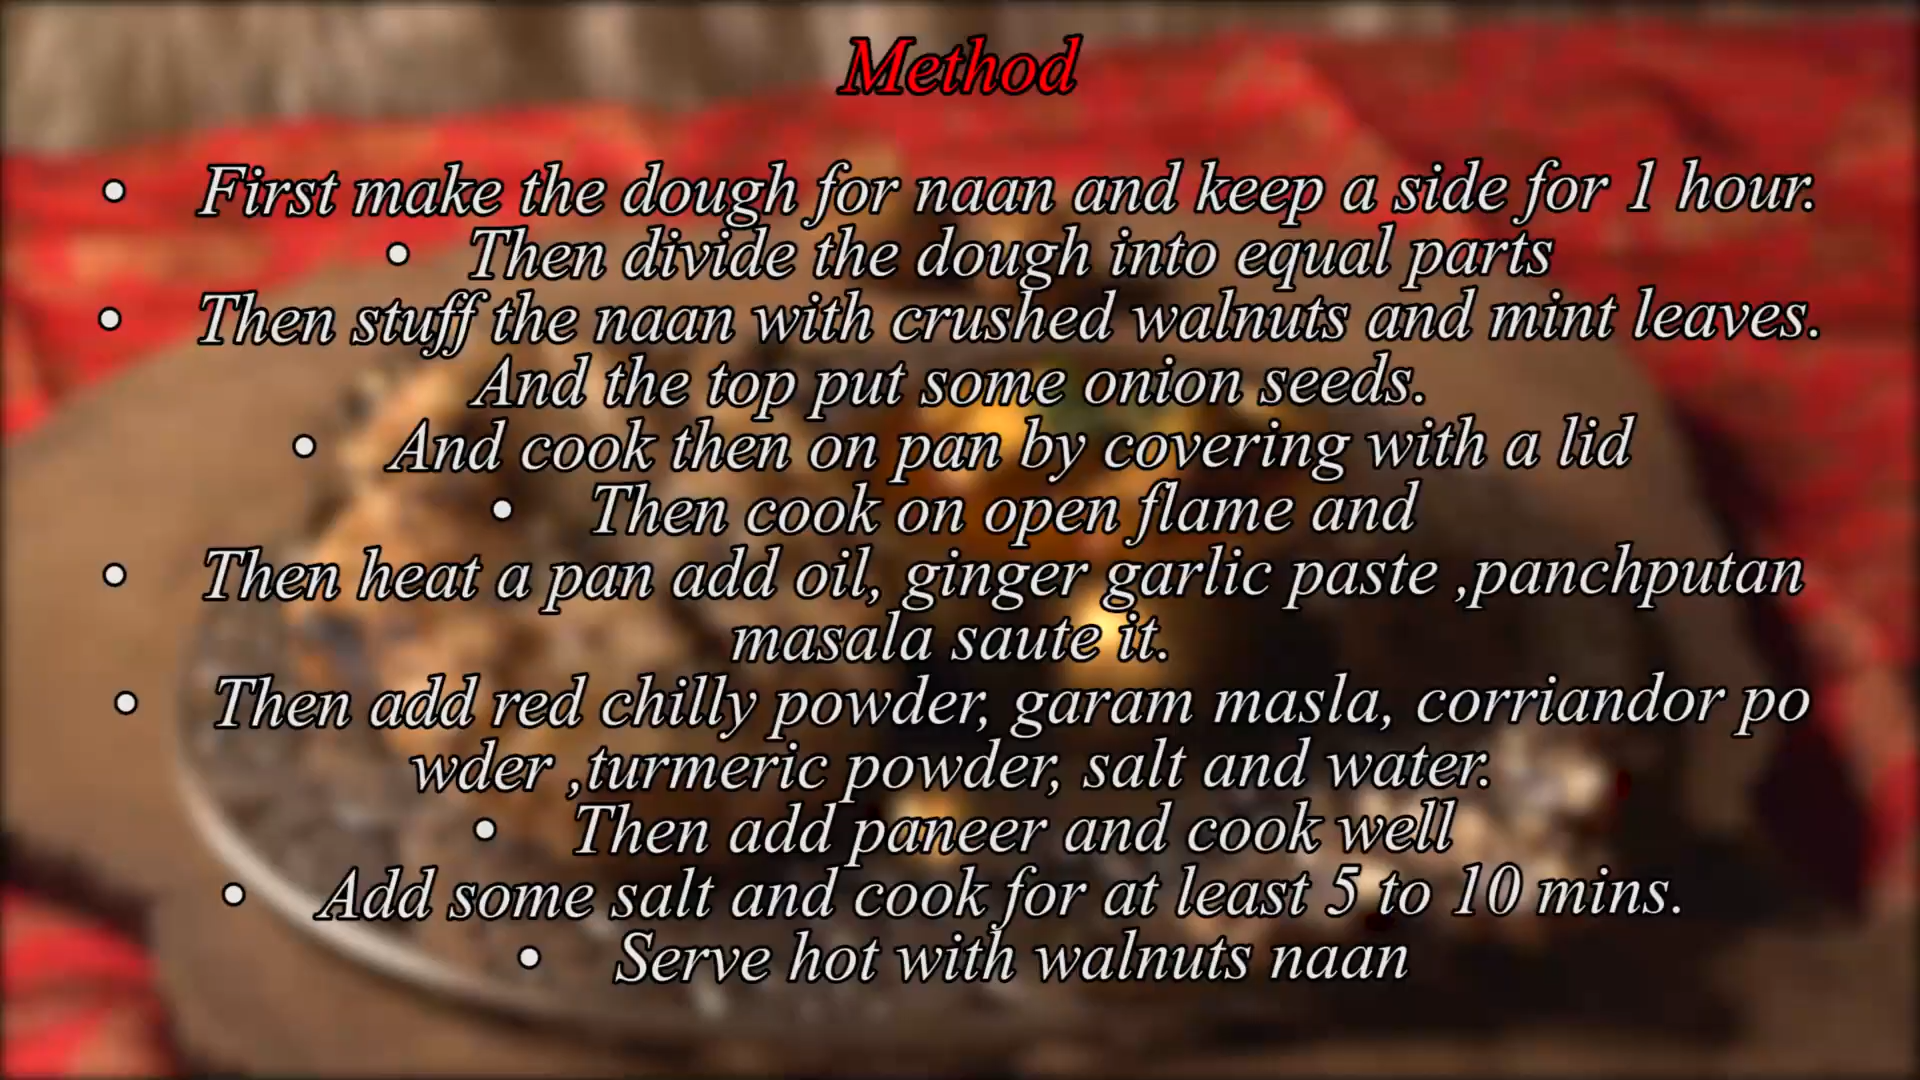 Method
• First make the dough for naan and keep a side for 1 hour.
• Then divide the dough into equal parts
• Then stuff the naan with crushed walnuts and mint leaves.
And the top put some onion seeds.
• And cook then on pan by covering with a lid
• Then cook on open flame and
• Then heat a pan add oil, ginger garlic paste ,panchputan
masala saute it.
• Then add red chilly powder, garam masla, corriandor po
wder ,turmeric powder, salt and water.
• Then add paneer and cook well
• Add some salt and cook for at least 5 to 10 mins.
• Serve hot with walnuts naan